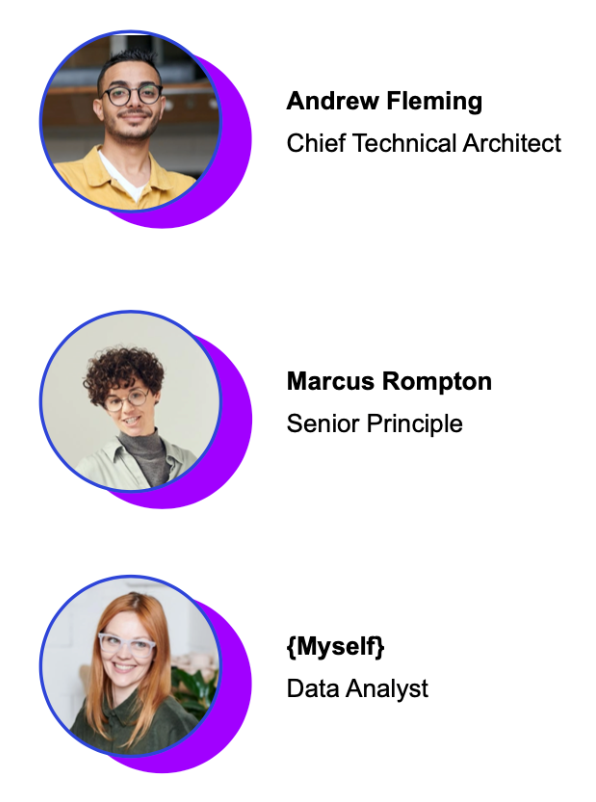 Andrew Fleming
Chief Technical Architect
Marcus Rompton
Senior Principle
{Myself}
Data Analyst